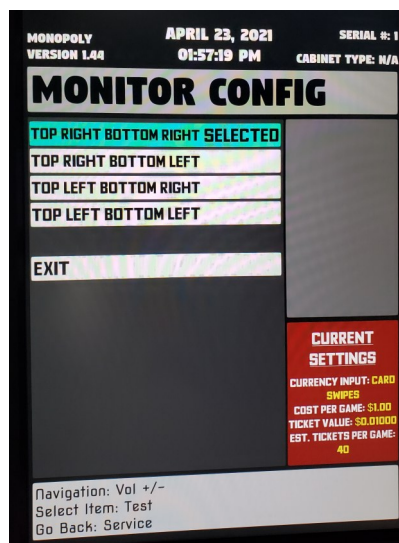 MONOPOLY
VERSION 1.44
APRIL 23, 2021
01:57:19 PM
SERIAL #: 1
CABINET TYPE: N/A
MONITOR CONFIG
TOP RIGHT BOTTOM RIGHT SELECTED
TOP RIGHT BOTTOM LEFT
TOP LEFT BOTTOM RIGHT
TOP LEFT BOTTOM LEFT
EXIT
CURRENT
SETTINGS
CURRENCY INPUT: CARD
SWIPES
COST PER GAME: $1.00
TICKET VALUE: $0.01000
EST. TICKETS PER GAME:
40
Navigation: Vol +/-
Select Item: Test
Go Back: Service